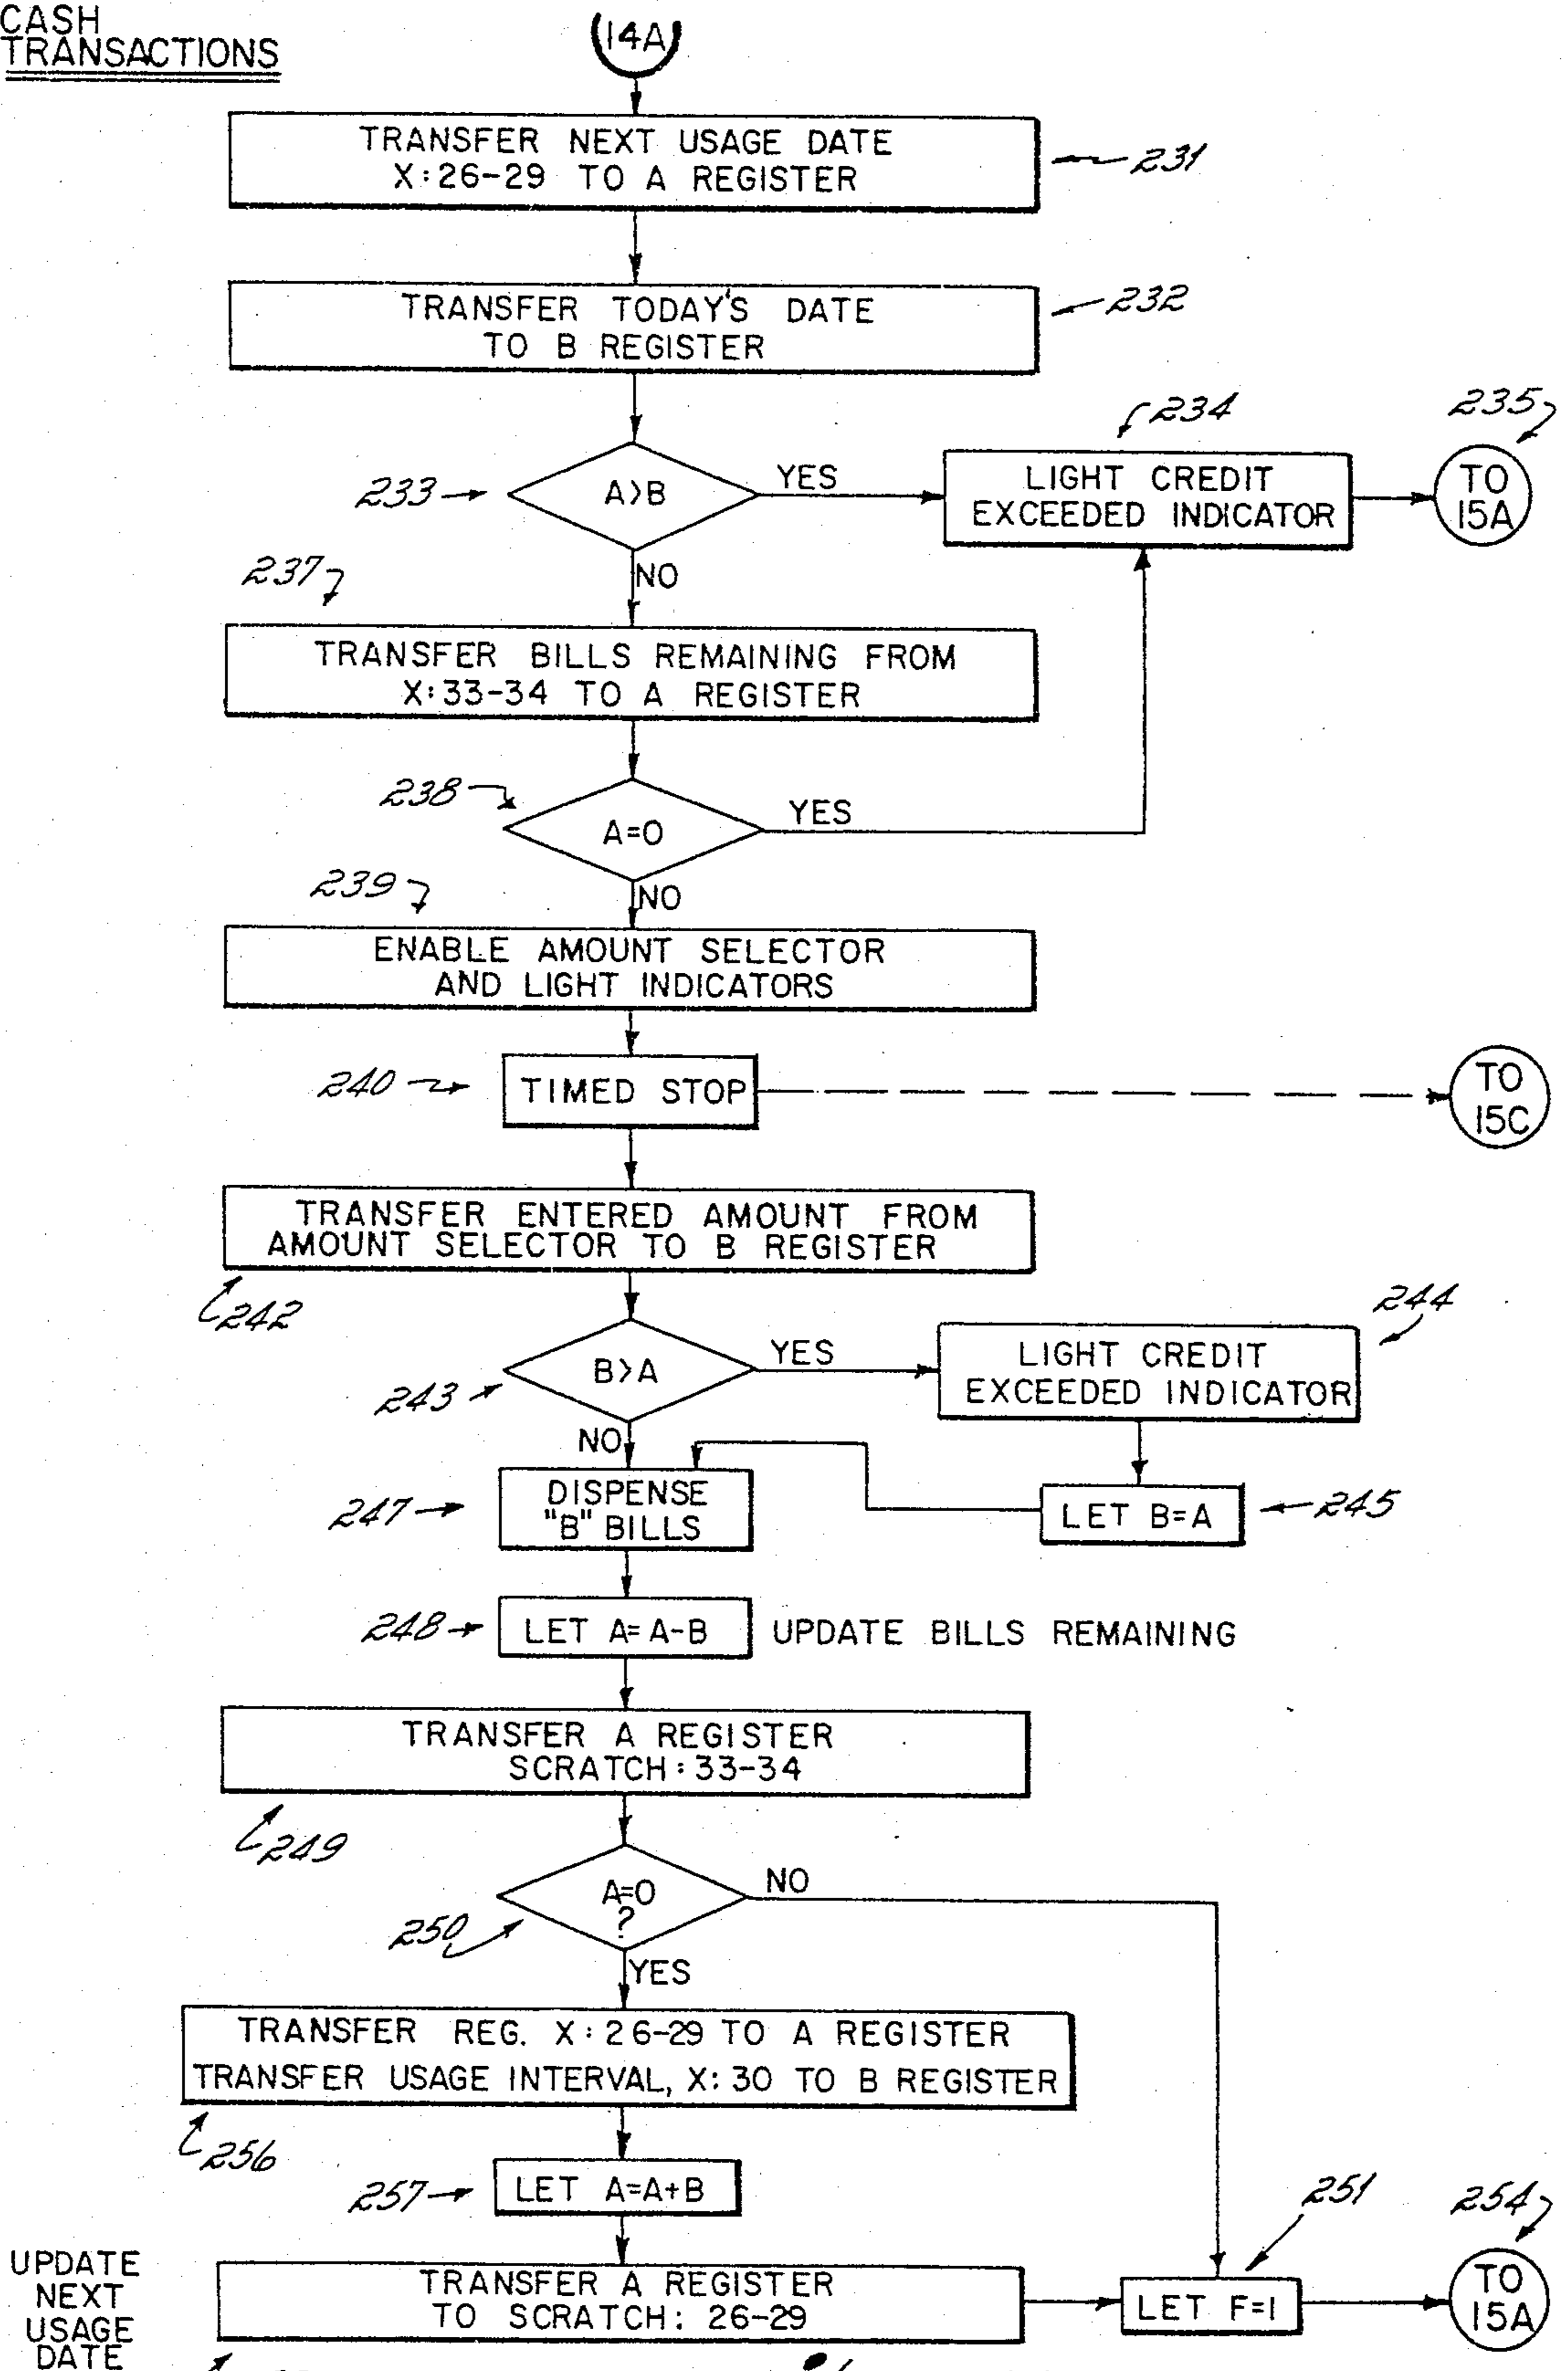 CASH
TRANSACTIONS
14A
TRANSFER NEXT USAGE DATE
X:26-29 TO A REGISTER
231
TRANSFER TODAY'S DATE
TO B REGISTER
232
233
A>B
YES
234
LIGHT CREDIT
EXCEEDED INDICATOR
235
TO
15A
NO
237
TRANSFER BILLS REMAINING FROM
X:33-34 TO A REGISTER
238
A=0
YES
NO
239
ENABLE AMOUNT SELECTOR
AND LIGHT INDICATORS
240
TIMED STOP
TO
15C
TRANSFER ENTERED AMOUNT FROM
AMOUNT SELECTOR TO B REGISTER
242
243
B>A
YES
244
LIGHT CREDIT
EXCEEDED INDICATOR
NO
247
DISPENSE
"B" BILLS
LET B=A
245
248
LET A=A-B
UPDATE BILLS REMAINING
TRANSFER A REGISTER
SCRATCH:33-34
249
A=0
?
NO
250
YES
TRANSFER REG. X:26-29 TO A REGISTER
TRANSFER USAGE INTERVAL, X:30 TO B REGISTER
256
257
LET A=A+B
251
254
UPDATE
NEXT
USAGE
DATE
TRANSFER A REGISTER
TO SCRATCH: 26-29
LET F=1
TO
15A